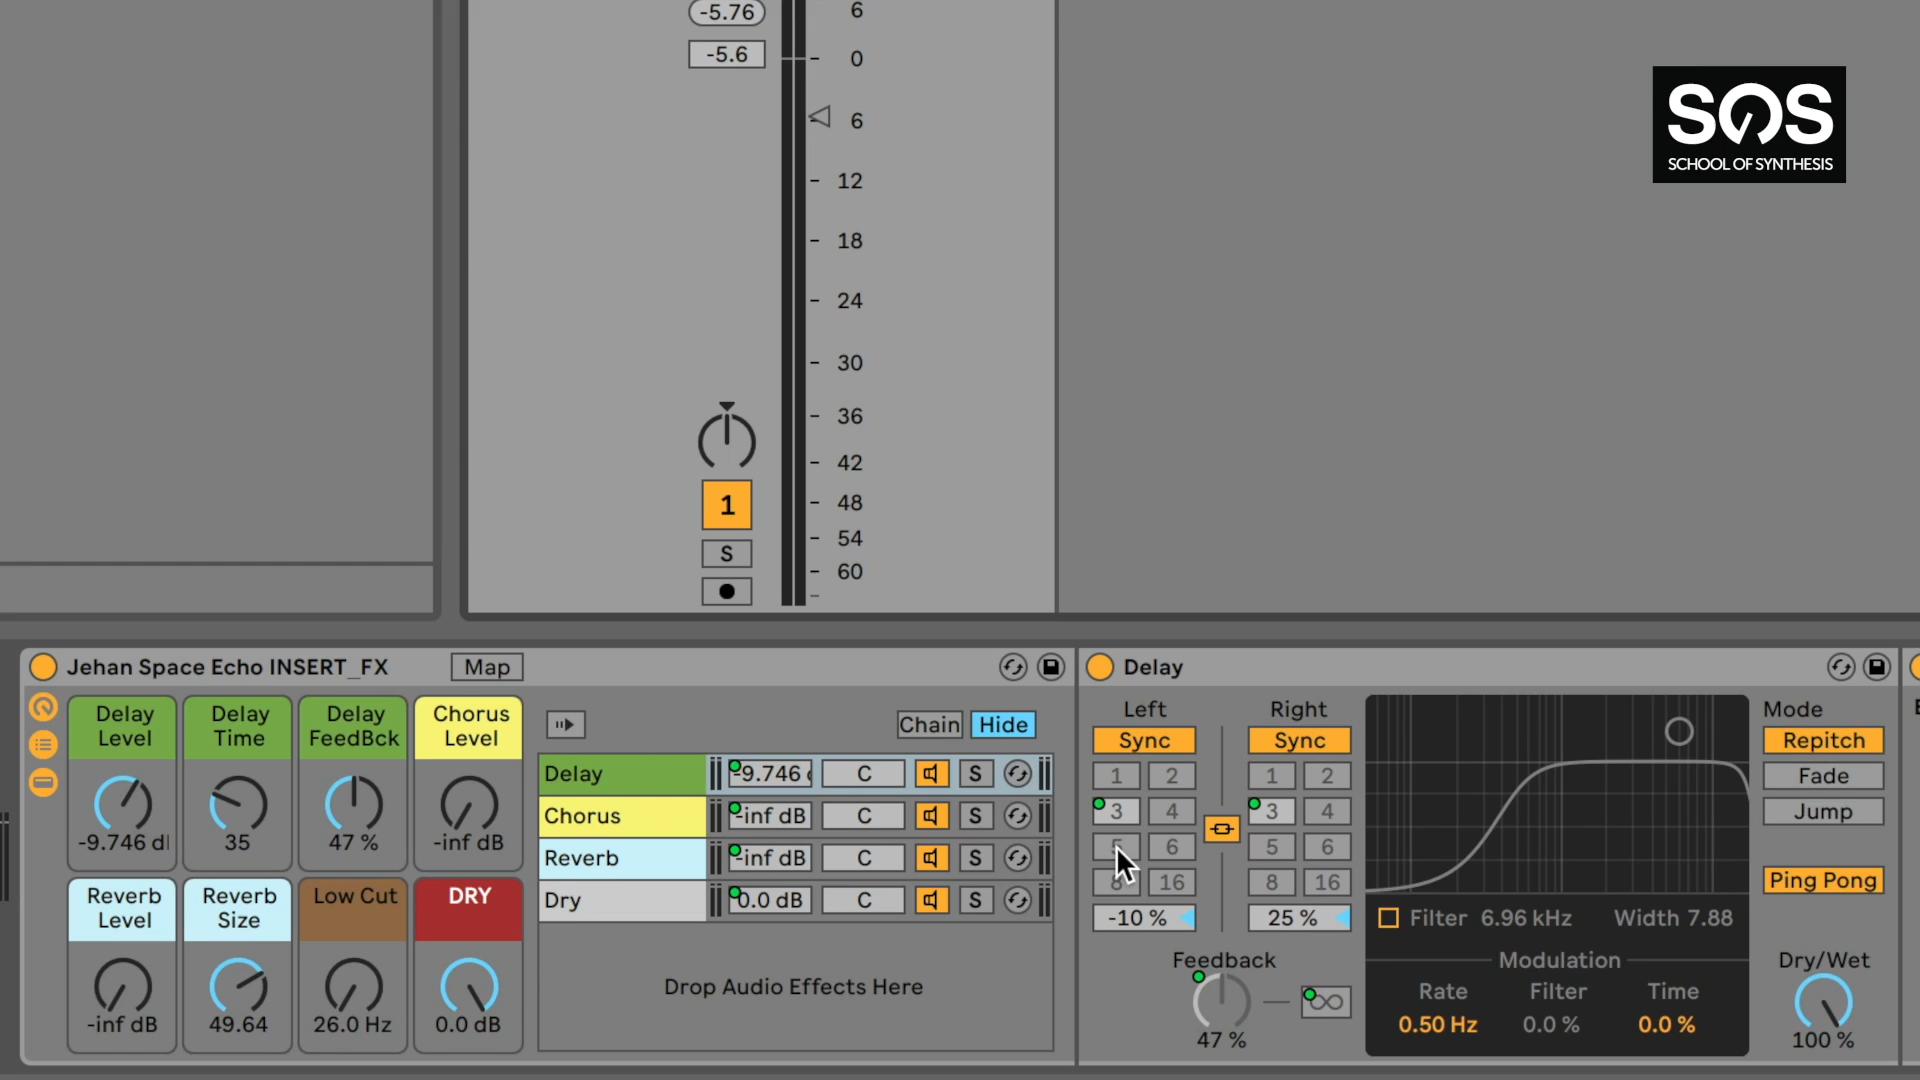 -5.76
-5.6
6
0
6
12
18
24
30
36
42
48
54
60
1
S
SOS
SCHOOL OF SYNTHESIS
Jehan Space Echo INSERT_FX
Map
Delay
Level
Delay
Time
Delay
FeedBck
Chorus
Level
-9.746 d
35
47 %
-inf dB
Reverb
Level
Reverb
Size
Low Cut
DRY
-inf dB
49.64
26.0 Hz
0.0 dB
Chain
Hide
Delay
-9.746
C
S
Chorus
-inf dB
C
S
Reverb
-inf dB
C
S
Dry
0.0 dB
C
S
Drop Audio Effects Here
Delay
Left
Right
Sync
Sync
1 2
1 2
3 4
3 4
5 6
5 6
8 16
8 16
-10 %
25 %
Feedback
47 %
Filter 6.96 kHz Width 7.88
Modulation
Rate Filter Time
0.50 Hz 0.0 % 0.0 %
Mode
Repitch
Fade
Jump
Ping Pong
Dry/Wet
100 %